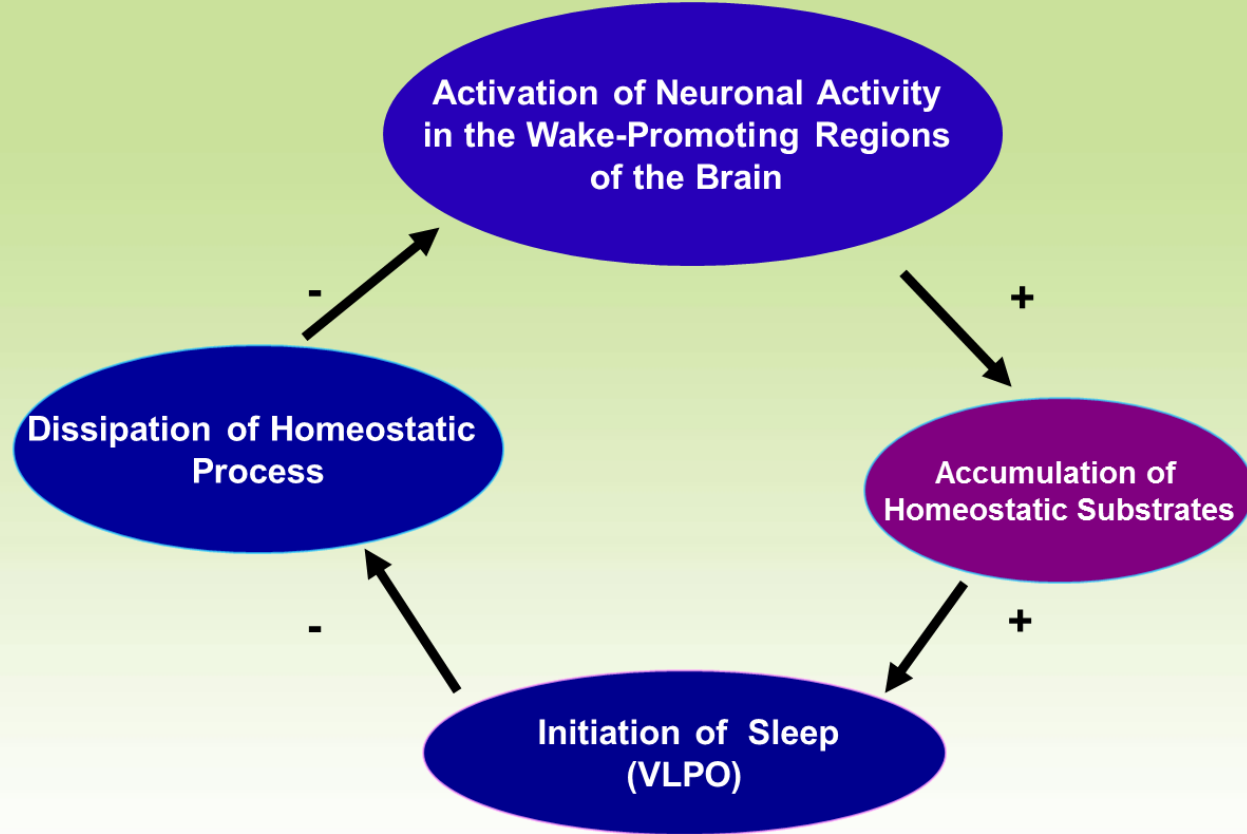 Activation of Neuronal Activity
in the Wake-Promoting Regions
of the Brain
-
+
Dissipation of Homeostatic
Process
Accumulation of
Homeostatic Substrates
-
+
Initiation of Sleep
(VLPO)